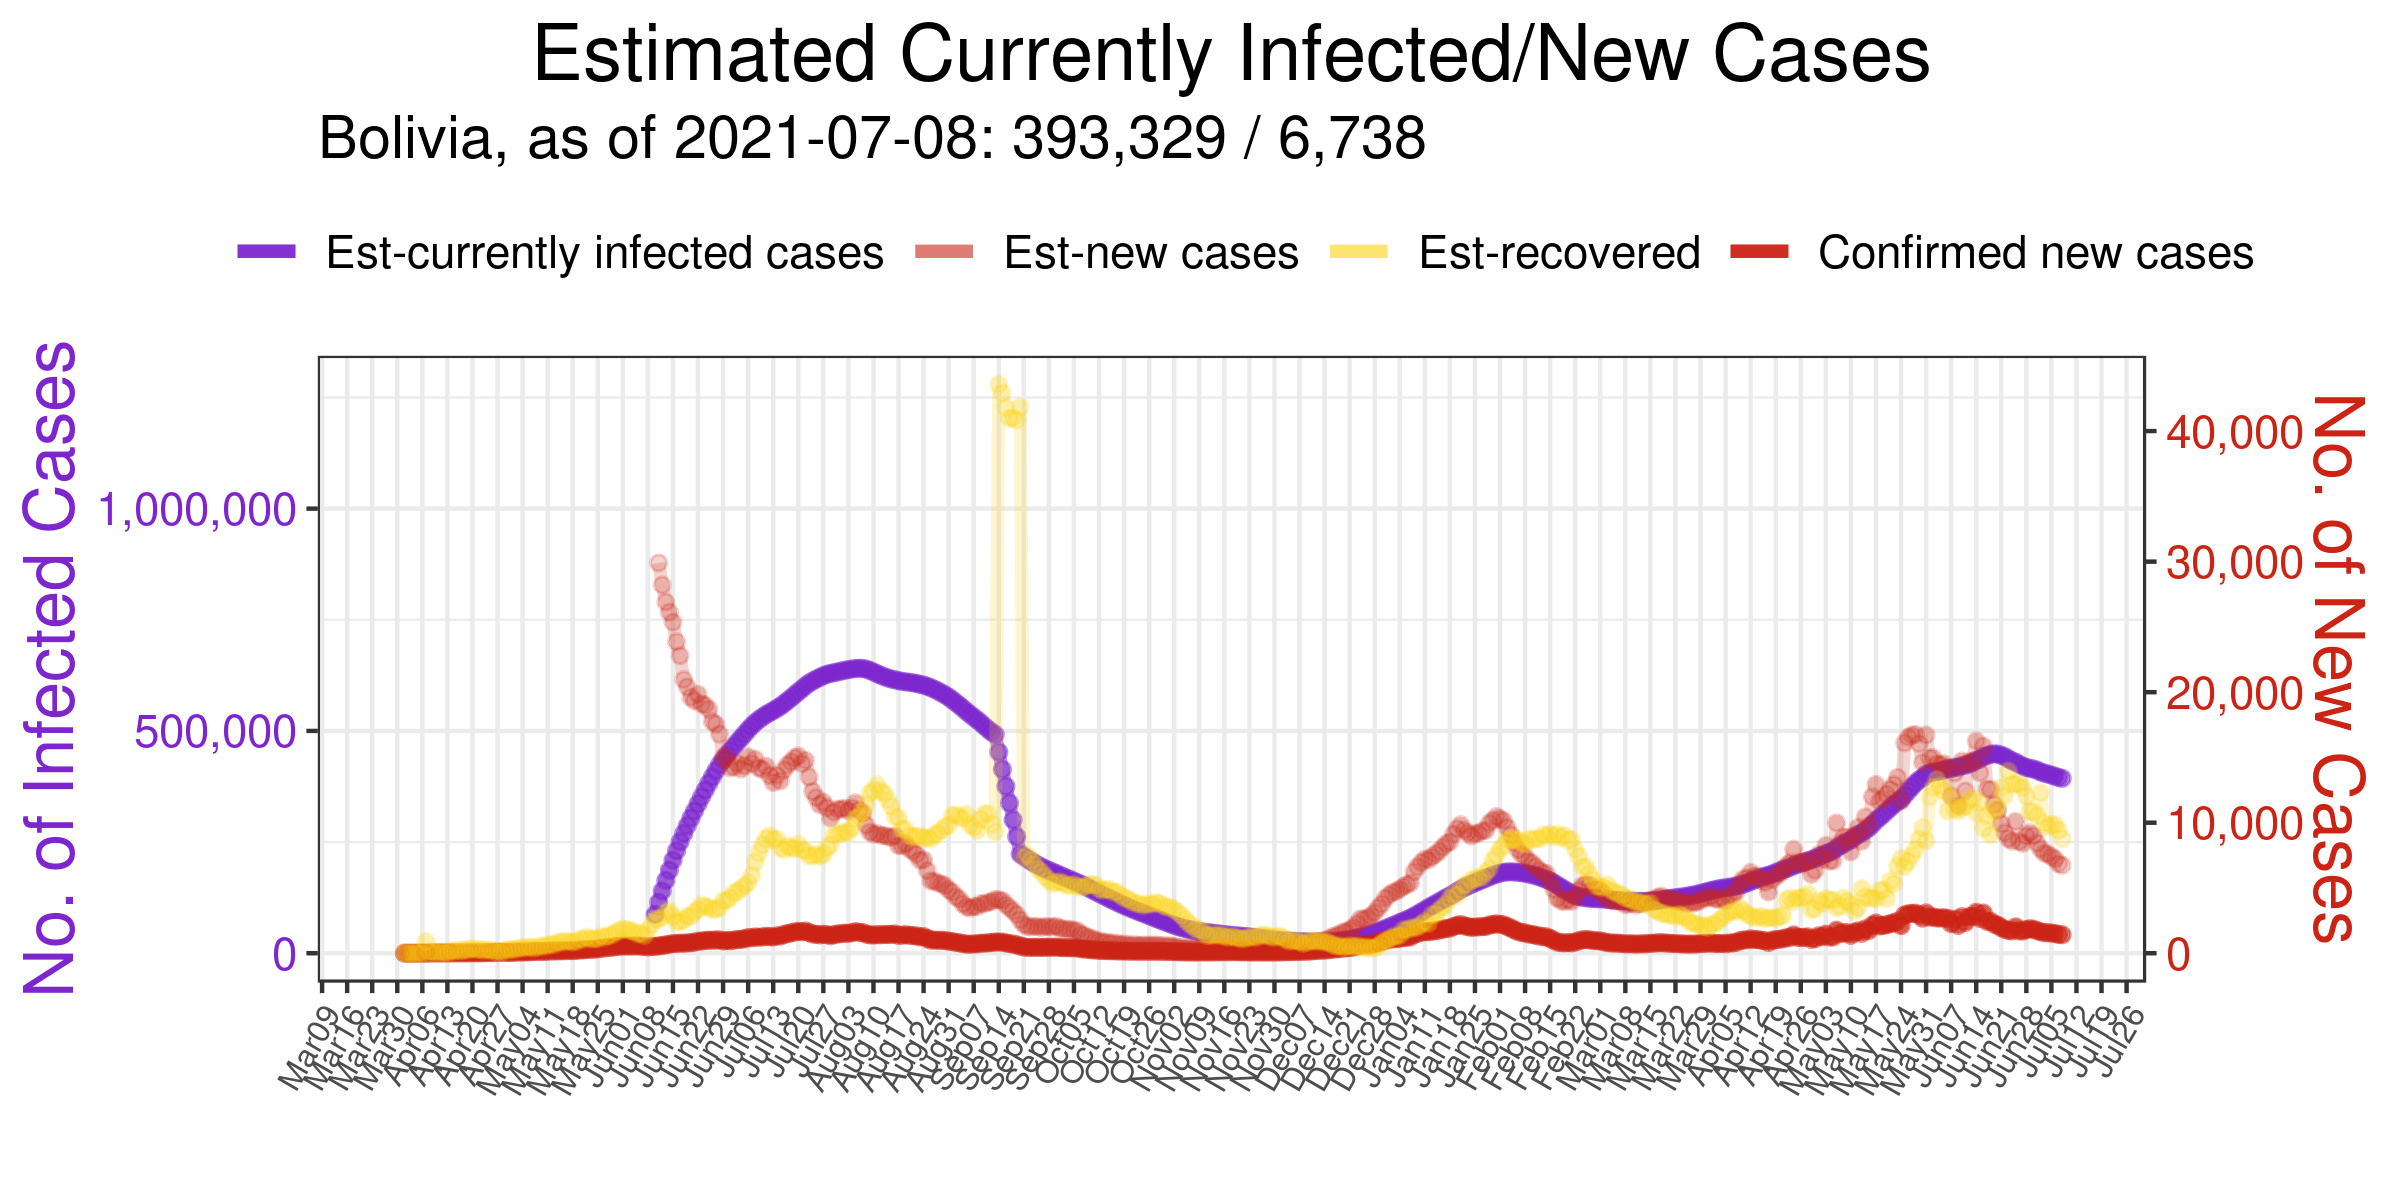 Estimated Currently Infected/New Cases
Bolivia, as of 2021-07-08: 393,329 / 6,738
Est-currently infected cases Est-new cases Est-recovered Confirmed new cases
No. of Infected Cases
1,000,000
500,000
0
40,000
30,000
20,000
10,000
0
No. of New Cases
Mar09 Mar16 Mar23 Mar30 Apr06 Apr13 Apr20 Apr27 May04 May11 May18 May25 Jun01 Jun08 Jun15 Jun22 Jun29 Jul06 Jul13 Jul20 Jul27 Aug03 Aug10 Aug17 Aug24 Aug31 Sep07 Sep14 Sep21 Sep28 Oct05 Oct12 Oct19 Oct26 Nov02 Nov09 Nov16 Nov23 Nov30 Dec07 Dec14 Dec21 Dec28 Jan04 Jan11 Jan18 Jan25 Feb01 Feb08 Feb15 Feb22 Mar01 Mar08 Mar15 Mar22 Mar29 Apr05 Apr12 Apr19 Apr26 May03 May10 May17 May24 May31 Jun07 Jun14 Jun21 Jun28 Jul05 Jul12 Jul19 Jul26